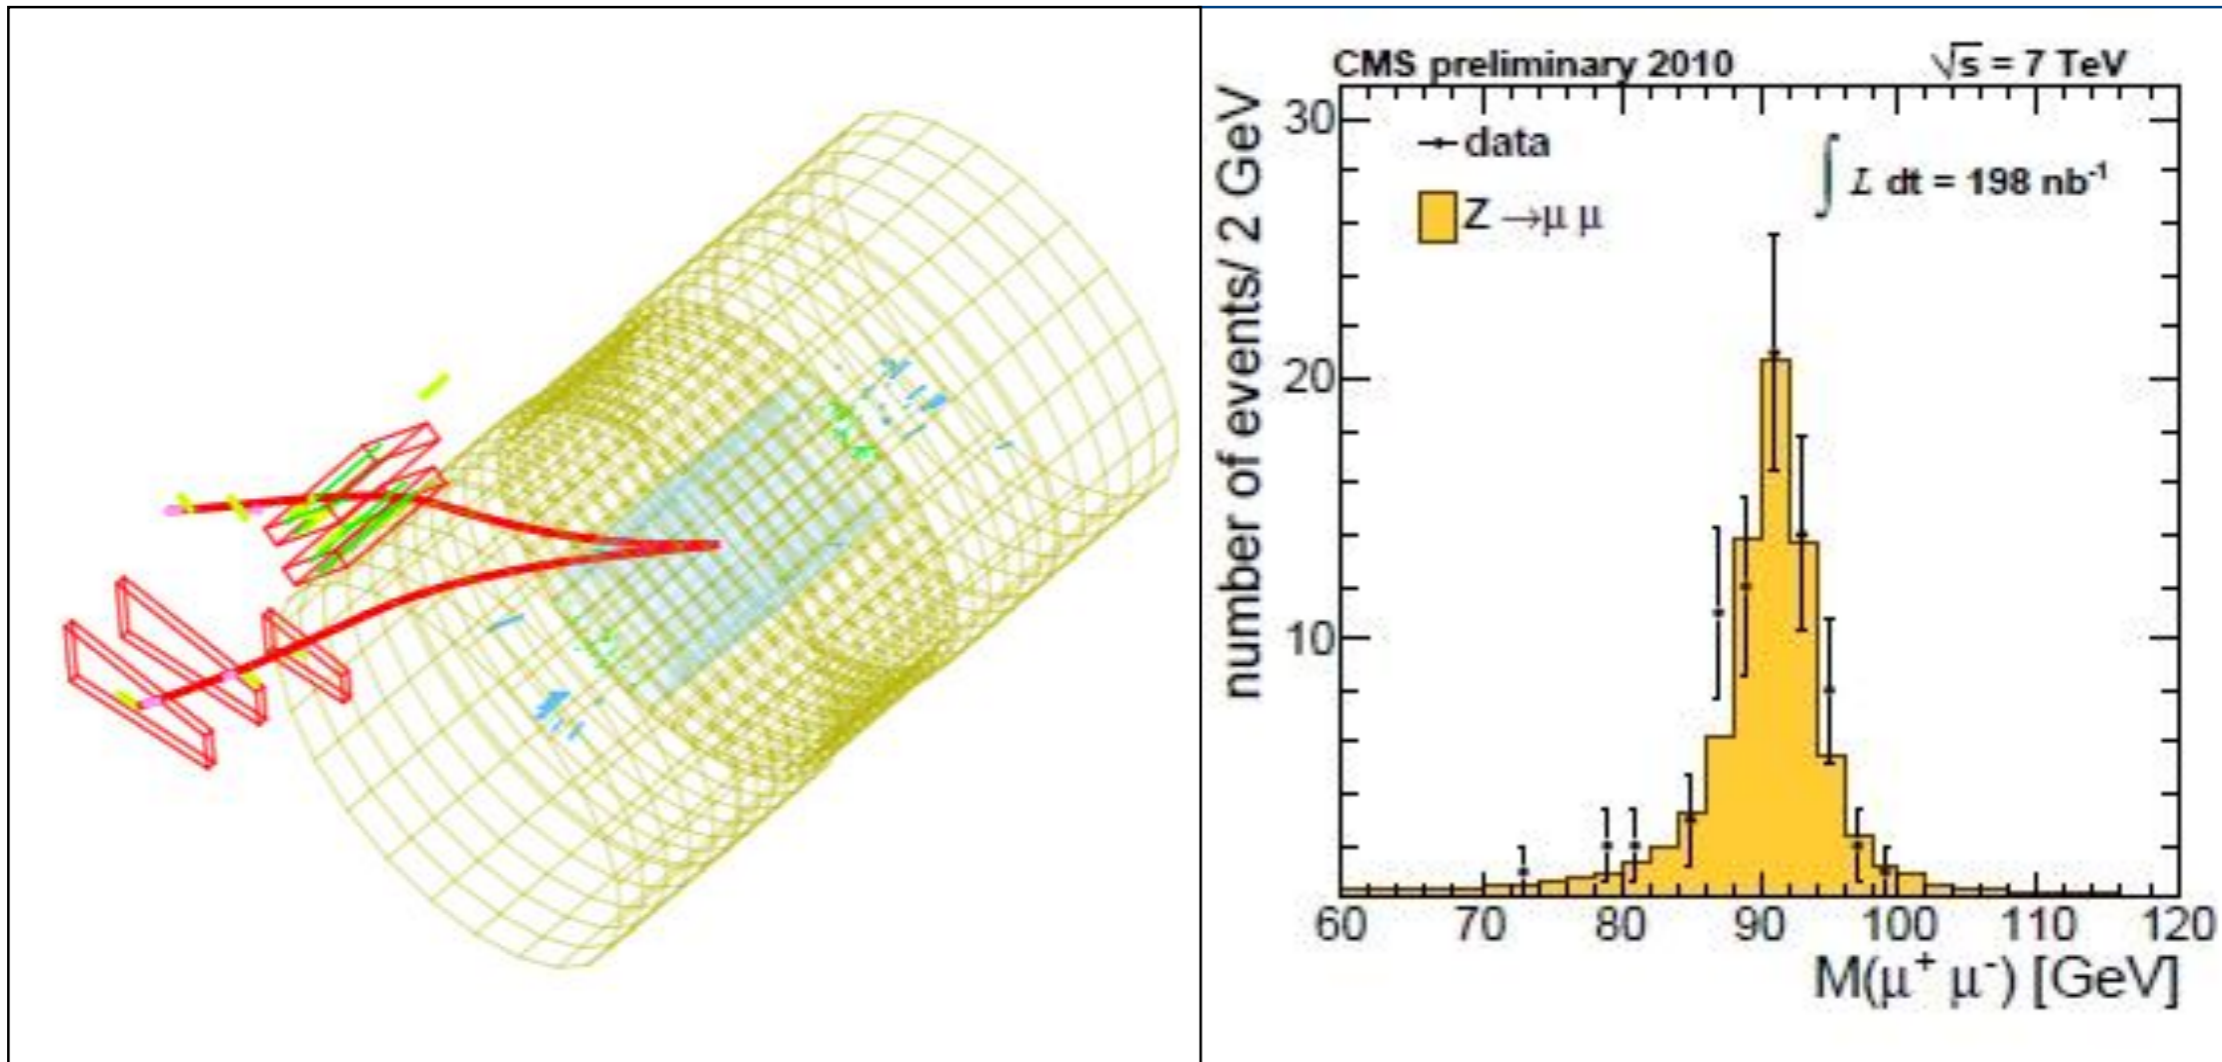 CMS preliminary 2010 √s = 7 TeV
number of events/ 2 GeV
30
20
10
data
Z →μ μ
∫ L dt = 198 nb⁻¹
60 70 80 90 100 110 120
M(μ⁺ μ⁻) [GeV]